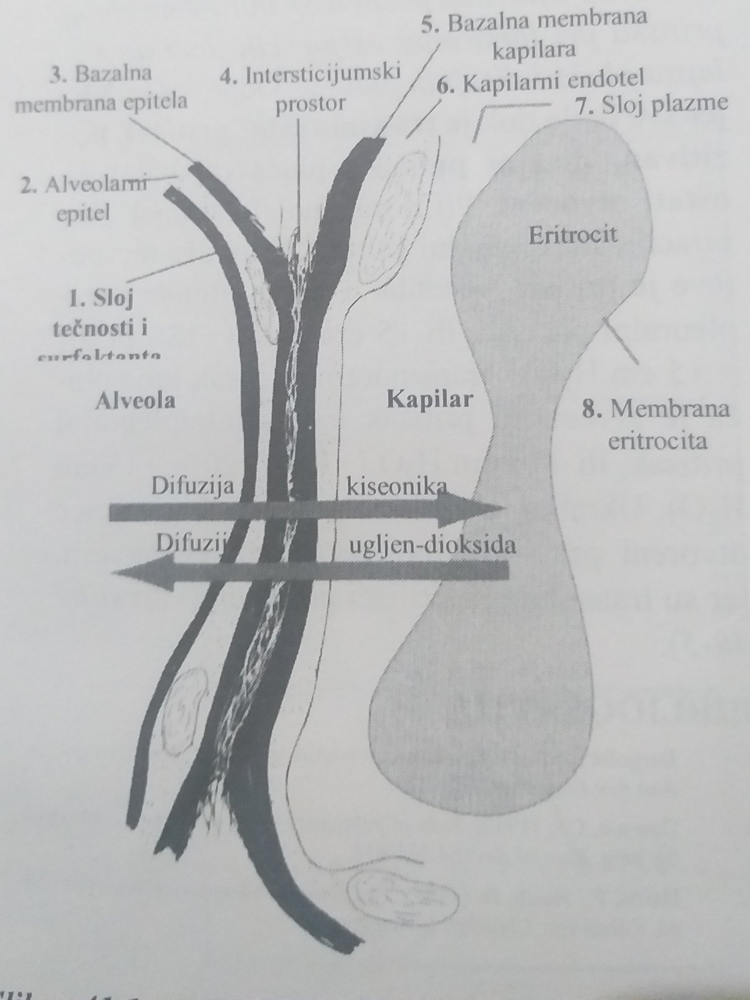 5. Bazalna membrana
kapilara
3. Bazalna
membrana epitela
4. Intersticijumski
prostor
6. Kapilarni endotel
7. Sloj plazme
2. Alveolarni
epitel
Eritrocit
1. Sloj
tečnosti i
Alveola
Kapilar
8. Membrana
eritrocita
Difuzija kiseonika
Difuzij ugljen-dioksida